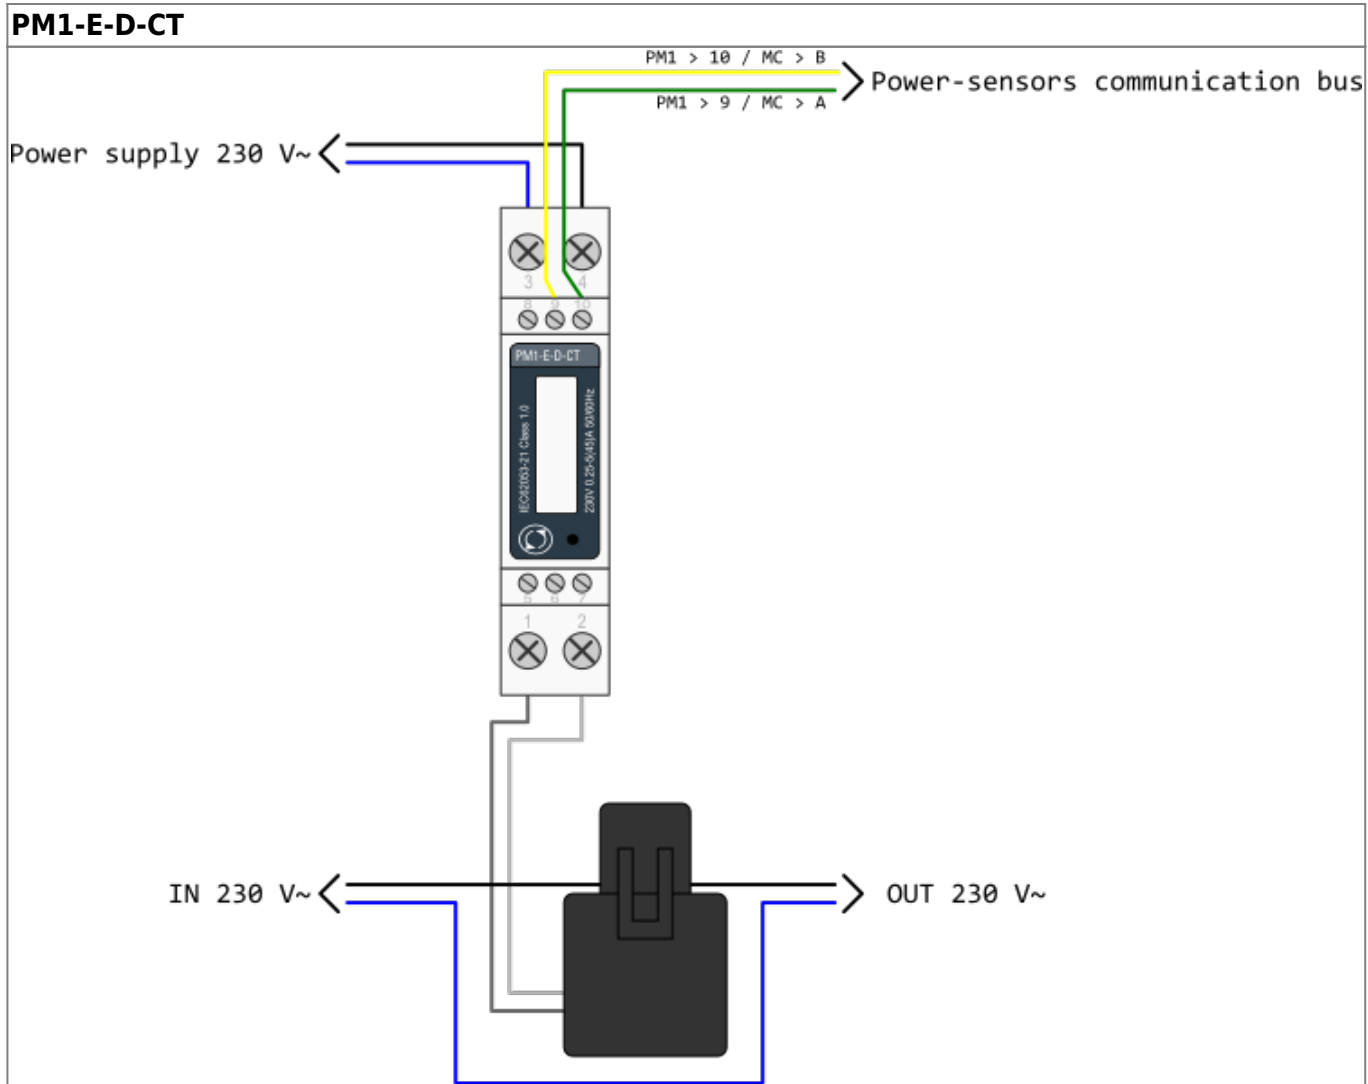 PM1-E-D-CT
PM1 > 10 / MC > B
Power-sensors communication bus
PM1 > 9 / MC > A
Power supply 230 V~
3 4
8 9 10
PM1-E-D-CT
IEC62053-21 Class 1.0
230V 0.25-5(45)A 50/60Hz
5 6 7
1 2
IN 230 V~
OUT 230 V~